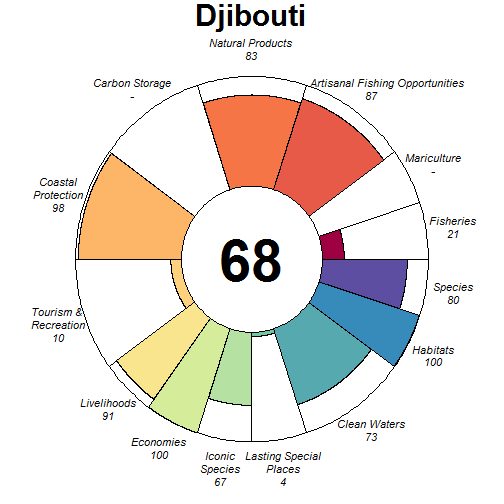 Djibouti
Natural Products
83
Carbon Storage
-
Artisanal Fishing Opportunities
87
Mariculture
-
Coastal
Protection
98
Fisheries
21
68
Species
80
Tourism &
Recreation
10
Habitats
100
Livelihoods
91
Clean Waters
73
Economies
100
Iconic
Species
67
Lasting Special
Places
4